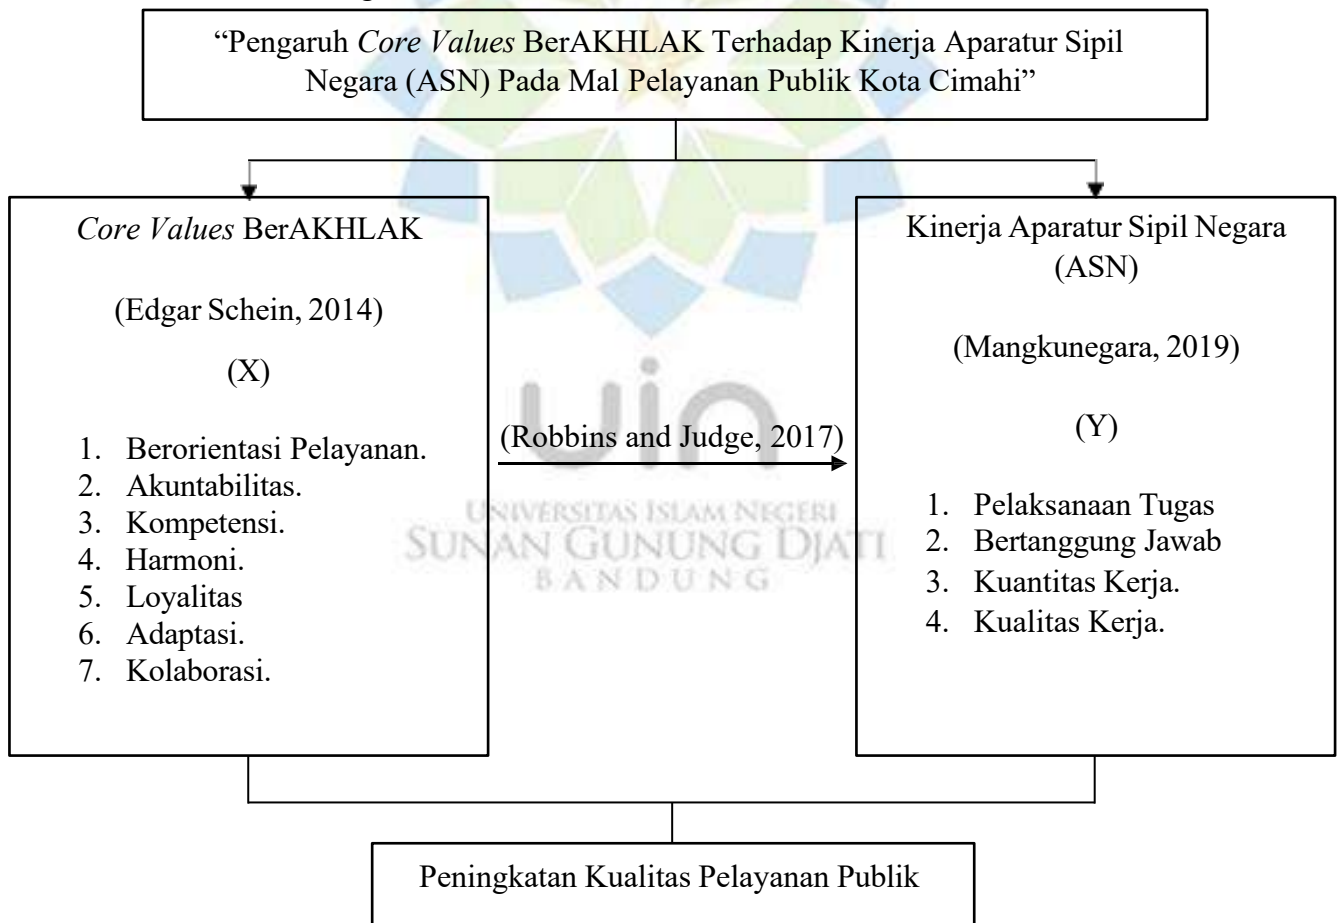 “Pengaruh Core Values BerAKHLAK Terhadap Kinerja Aparatur Sipil
Negara (ASN) Pada Mal Pelayanan Publik Kota Cimahi”
Core Values BerAKHLAK
(Edgar Schein, 2014)
(X)
1. Berorientasi Pelayanan.
2. Akuntabilitas.
3. Kompetensi.
4. Harmoni.
5. Loyalitas
6. Adaptasi.
7. Kolaborasi.
(Robbins and Judge, 2017)
Kinerja Aparatur Sipil Negara
(ASN)
(Mangkunegara, 2019)
(Y)
1. Pelaksanaan Tugas
2. Bertanggung Jawab
3. Kuantitas Kerja.
4. Kualitas Kerja.
uin
UNIVERSITAS ISLAM NEGERI
SUNAN GUNUNG DJATI
BANDUNG
Peningkatan Kualitas Pelayanan Publik